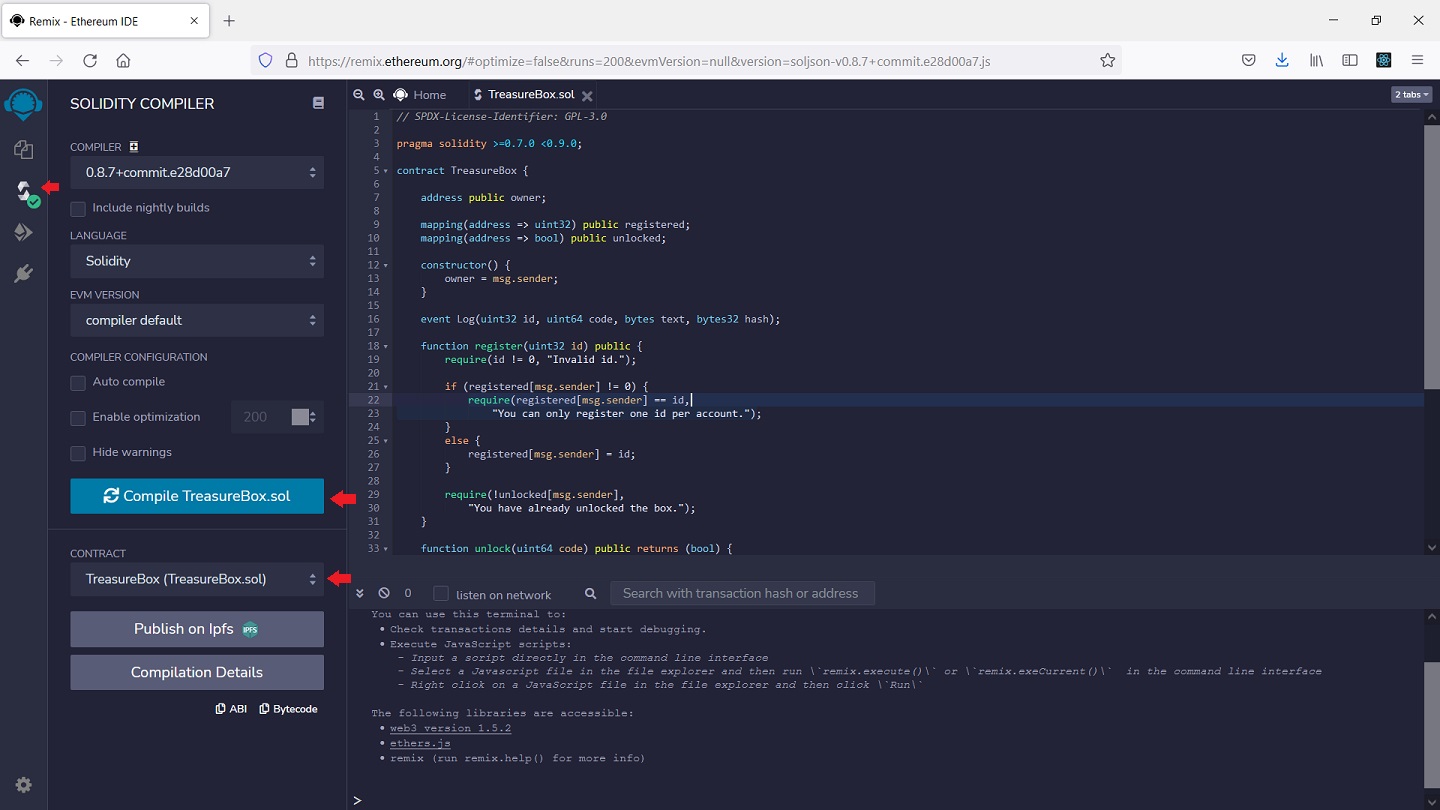 Remix - Ethereum IDE
https://remix.ethereum.org/#optimize=false&runs=200&evmVersion=null&version=soljson-v0.8.7+commit.e28d00a7.js
SOLIDITY COMPILER
COMPILER
0.8.7+commit.e28d00a7
Include nightly builds
LANGUAGE
Solidity
EVM VERSION
compiler default
COMPILER CONFIGURATION
Auto compile
Enable optimization 200
Hide warnings
Compile TreasureBox.sol
CONTRACT
TreasureBox (TreasureBox.sol)
Publish on Ipfs IPFS
Compilation Details
ABI Bytecode
Home TreasureBox.sol 2 tabs
1 // SPDX-License-Identifier: GPL-3.0
2
3 pragma solidity >=0.7.0 <0.9.0;
4
5 contract TreasureBox {
6
7 address public owner;
8
9 mapping(address => uint32) public registered;
10 mapping(address => bool) public unlocked;
11
12 constructor() {
13 owner = msg.sender;
14 }
15
16 event Log(uint32 id, uint64 code, bytes text, bytes32 hash);
17
18 function register(uint32 id) public {
19 require(id != 0, "Invalid id.");
20
21 if (registered[msg.sender] != 0) {
22 require(registered[msg.sender] == id,
23 "You can only register one id per account.");
24 }
25 else {
26 registered[msg.sender] = id;
27 }
28
29 require(!unlocked[msg.sender],
30 "You have already unlocked the box.");
31 }
32
33 function unlock(uint64 code) public returns (bool) {
0 listen on network Search with transaction hash or address
You can use this terminal to:
• Check transactions details and start debugging.
• Execute JavaScript scripts:
- Input a script directly in the command line interface
- Select a Javascript file in the file explorer and then run \`remix.execute()\` or \`remix.exeCurrent()\` in the command line interface
- Right click on a JavaScript file in the file explorer and then click \`Run\`
The following libraries are accessible:
• web3 version 1.5.2
• ethers.js
• remix (run remix.help() for more info)
>